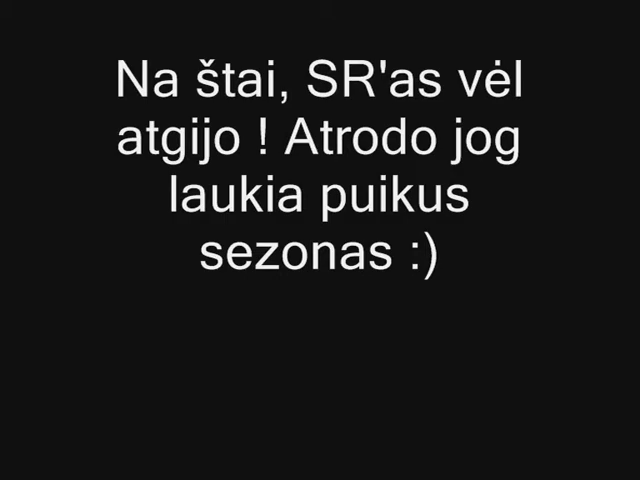 Na štai, SR'as vėl
atgijo ! Atrodo jog
laukia puikus
sezonas :)